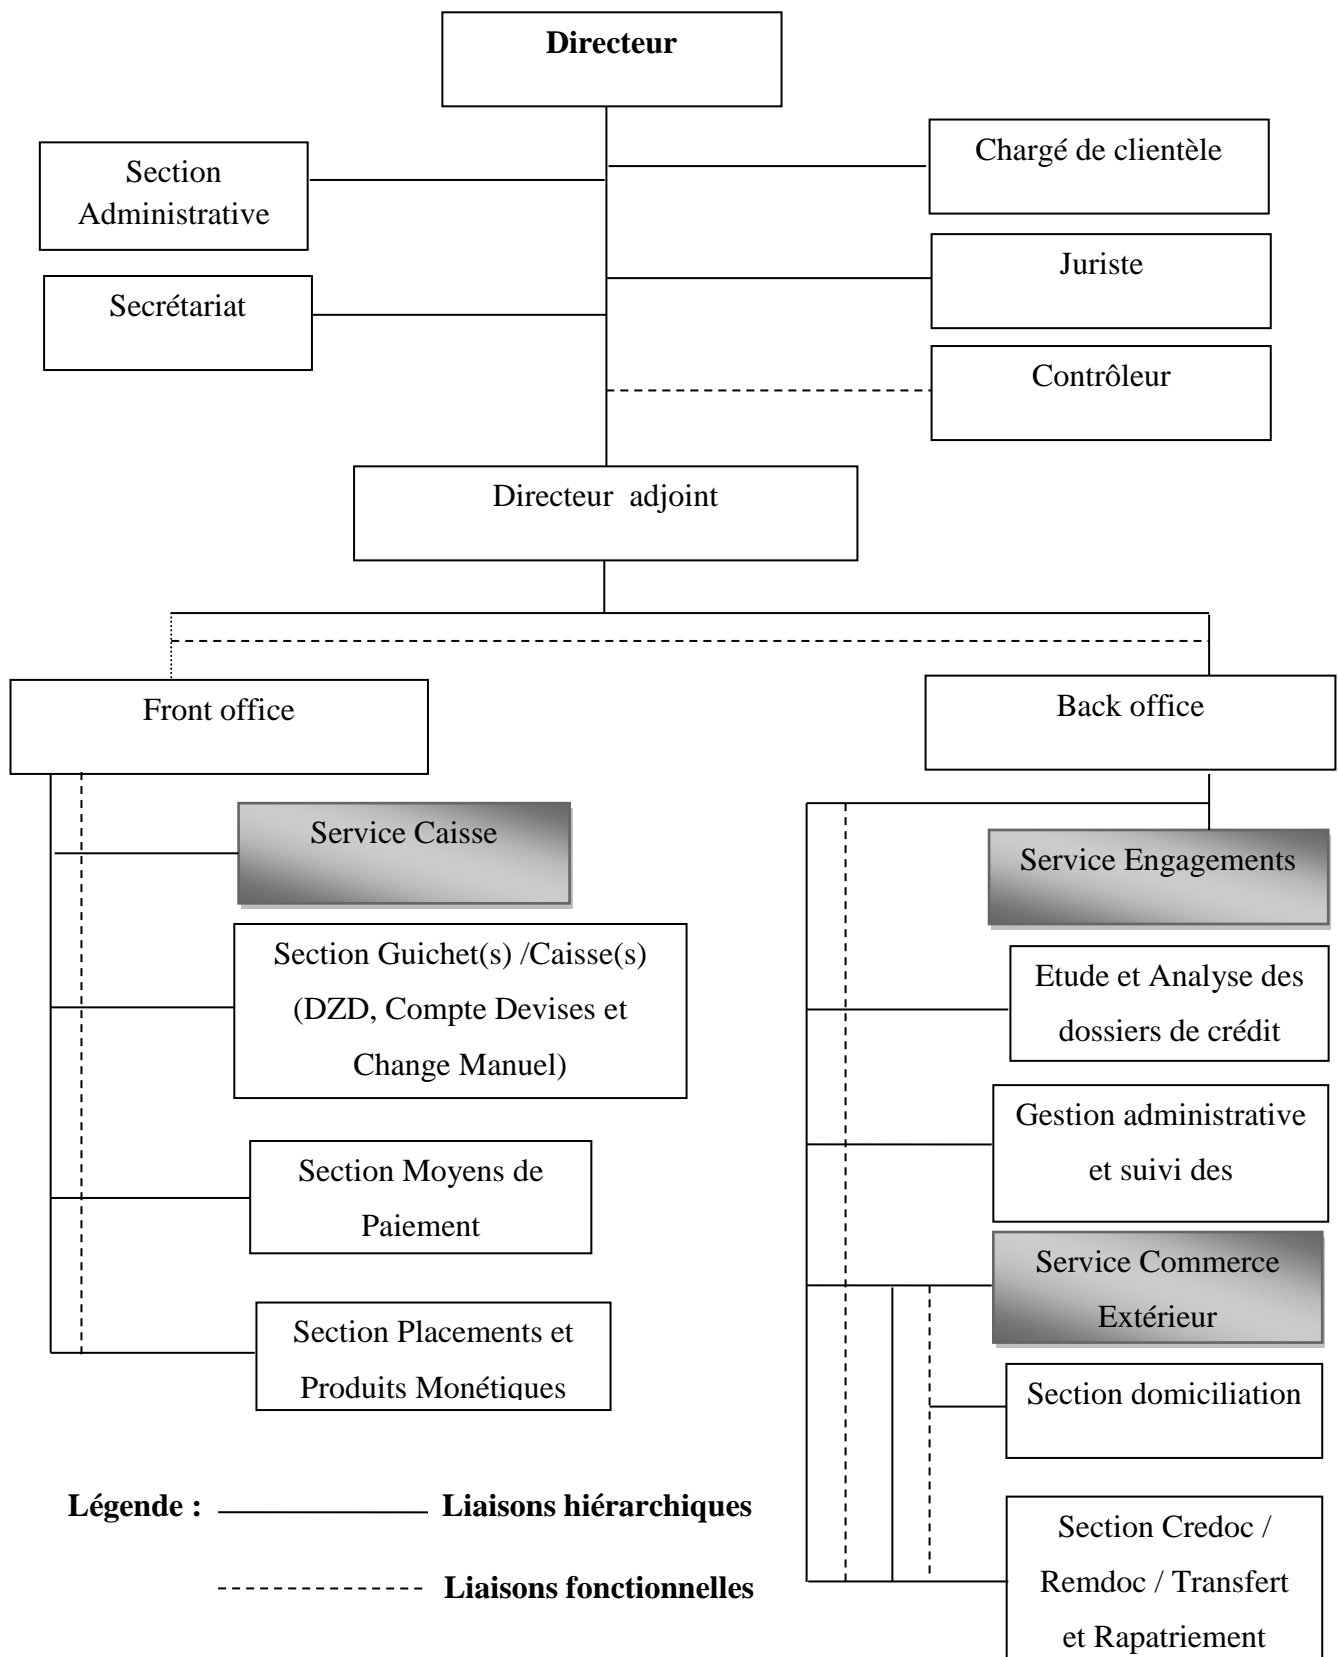 Directeur
Section
Administrative
Chargé de clientèle
Secrétariat
Juriste
Contrôleur
Directeur adjoint
Front office
Back office
Service Caisse
Section Guichet(s) /Caisse(s)
(DZD, Compte Devises et
Change Manuel)
Section Moyens de
Paiement
Section Placements et
Produits Monétiques
Service Engagements
Etude et Analyse des
dossiers de crédit
Gestion administrative
et suivi des
Service Commerce
Extérieur
Section domiciliation
Section Credoc /
Remdoc / Transfert
et Rapatriement
Légende :
Liaisons hiérarchiques
Liaisons fonctionnelles